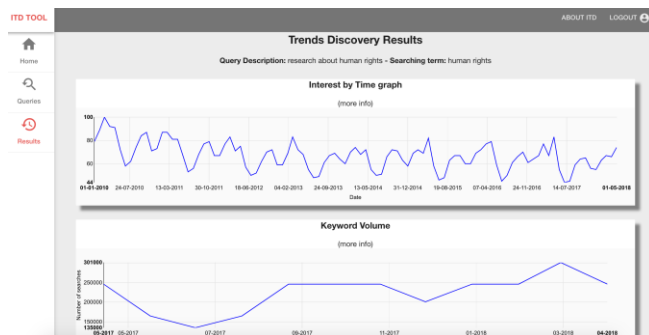 ITD TOOL
ABOUT ITD LOGOUT
Home
Queries
Results
Trends Discovery Results
Query Description: research about human rights - Searching term: human rights
Interest by Time graph
(more info)
100
80
60
44
01-01-2010 24-07-2010 13-03-2011 30-10-2011 18-06-2012 04-02-2013 24-09-2013 13-05-2014 31-12-2014 19-08-2015 07-04-2016 24-11-2016 14-07-2017 01-05-2018
Date
Keyword Volume
(more info)
Number of searches
301000
250000
200000
135000
05-2017 05-2017 07-2017 09-2017 11-2017 01-2018 03-2018 04-2018